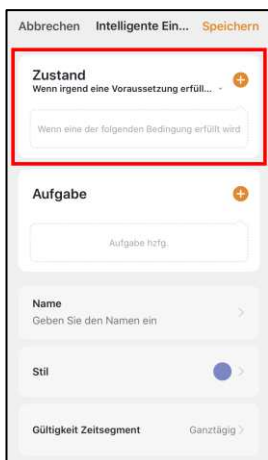 Abbrechen Intelligente Ein... Speichern
Zustand
Wenn irgend eine Voraussetzung erfüll...
Wenn eine der folgenden Bedingung erfüllt wird
Aufgabe
Aufgabe hzfg.
Name
Geben Sie den Namen ein
Stil
Gültigkeit Zeitsegment Ganztägig